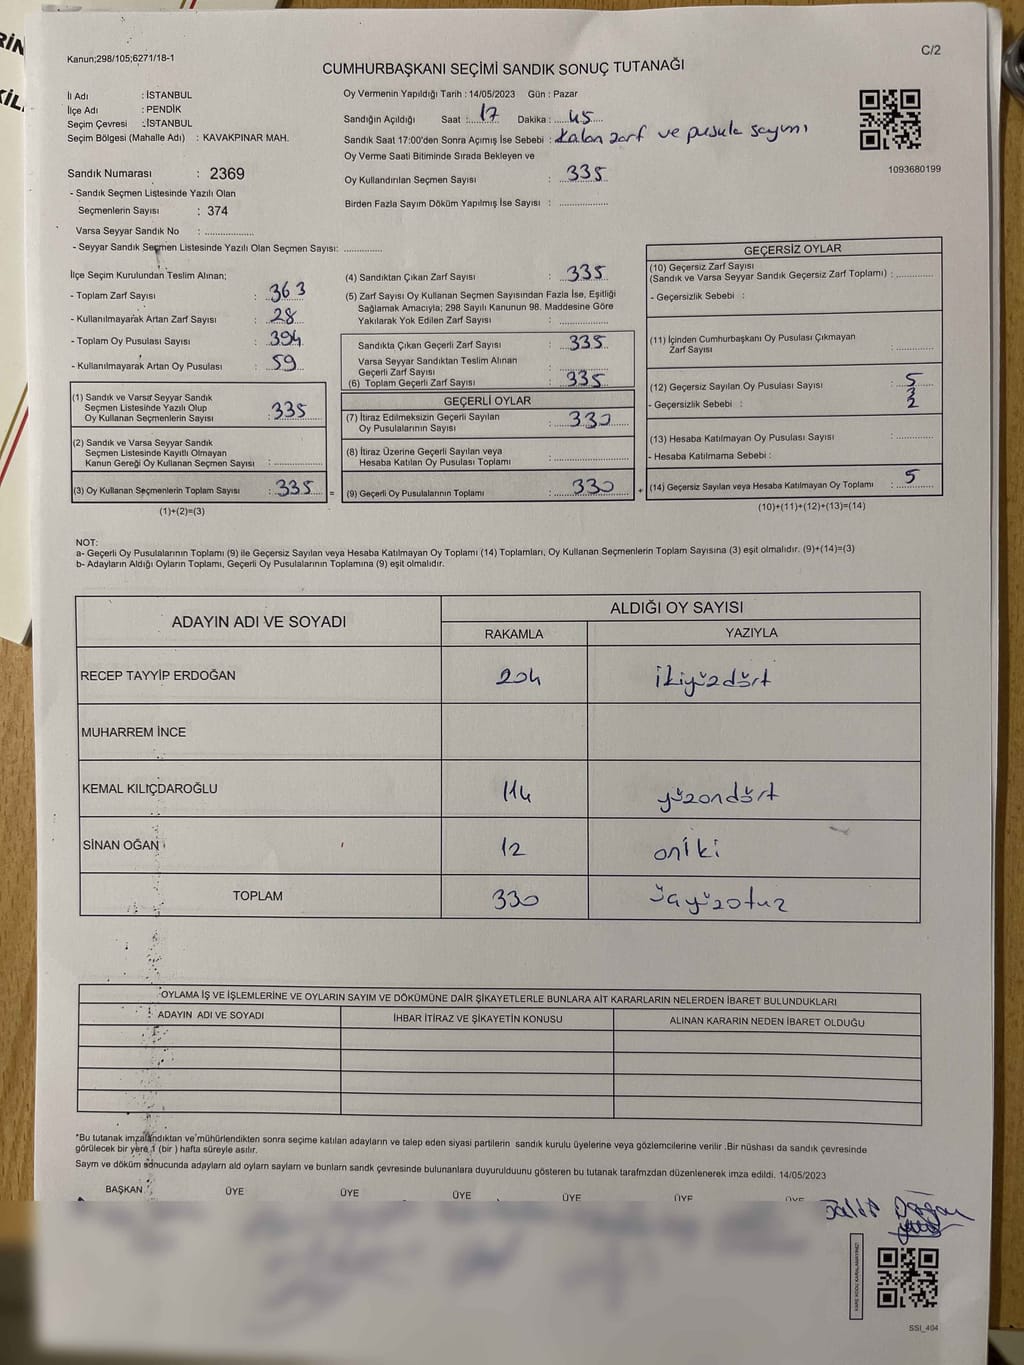 RİN
KİL
Kanun;298/105;6271/18-1
C/2
CUMHURBAŞKANI SEÇİMİ SANDIK SONUÇ TUTANAĞI
İl Adı : İSTANBUL
İlçe Adı : PENDİK
Seçim Çevresi : İSTANBUL
Seçim Bölgesi (Mahalle Adı) : KAVAKPINAR MAH.
Sandık Numarası : 2369
- Sandık Seçmen Listesinde Yazılı Olan
Seçmenlerin Sayısı : 374
Varsa Seyyar Sandık No :
- Seyyar Sandık Seçmen Listesinde Yazılı Olan Seçmen Sayısı:
Oy Vermenin Yapıldığı Tarih : 14/05/2023 Gün : Pazar
Sandığın Açıldığı Saat : 17 Dakika : 45
Sandık Saat 17:00'den Sonra Açımış İse Sebebi : Kalan zarf ve pusula sayımı
Oy Verme Saati Bitiminde Sırada Bekleyen ve
Oy Kullandırılan Seçmen Sayısı : 335
Birden Fazla Sayım Döküm Yapılmış İse Sayısı :
1093680199
İlçe Seçim Kurulundan Teslim Alınan;
- Toplam Zarf Sayısı : 363
- Kullanılmayarak Artan Zarf Sayısı : 28
- Toplam Oy Pusulası Sayısı : 394
- Kullanılmayarak Artan Oy Pusulası : 59
(1) Sandık ve Varsa Seyyar Sandık
Seçmen Listesinde Yazılı Olup
Oy Kullanan Seçmenlerin Sayısı : 335
(2) Sandık ve Varsa Seyyar Sandık
Seçmen Listesinde Kayıtlı Olmayan
Kanun Gereği Oy Kullanan Seçmen Sayısı :
(3) Oy Kullanan Seçmenlerin Toplam Sayısı : 335 =
(1)+(2)=(3)
(4) Sandıktan Çıkan Zarf Sayısı : 335
(5) Zarf Sayısı Oy Kullanan Seçmen Sayısından Fazla İse, Eşitliği
Sağlamak Amacıyla; 298 Sayılı Kanunun 98. Maddesine Göre
Yakılarak Yok Edilen Zarf Sayısı :
Sandıkta Çıkan Geçerli Zarf Sayısı : 335
Varsa Seyyar Sandıktan Teslim Alınan
Geçerli Zarf Sayısı :
(6) Toplam Geçerli Zarf Sayısı : 335
GEÇERLİ OYLAR
(7) İtiraz Edilmeksizin Geçerli Sayılan
Oy Pusulalarının Sayısı : 330
(8) İtiraz Üzerine Geçerli Sayılan veya
Hesaba Katılan Oy Pusulası Toplamı :
(9) Geçerli Oy Pusulalarının Toplamı : 330 +
GEÇERSİZ OYLAR
(10) Geçersiz Zarf Sayısı
(Sandık ve Varsa Seyyar Sandık Geçersiz Zarf Toplamı) :
- Geçersizlik Sebebi :
(11) İçinden Cumhurbaşkanı Oy Pusulası Çıkmayan
Zarf Sayısı :
(12) Geçersiz Sayılan Oy Pusulası Sayısı : 5
3
- Geçersizlik Sebebi : 2
(13) Hesaba Katılmayan Oy Pusulası Sayısı :
- Hesaba Katılmama Sebebi :
(14) Geçersiz Sayılan veya Hesaba Katılmayan Oy Toplamı : 5
(10)+(11)+(12)+(13)=(14)
NOT:
a- Geçerli Oy Pusulalarının Toplamı (9) ile Geçersiz Sayılan veya Hesaba Katılmayan Oy Toplamı (14) Toplamları, Oy Kullanan Seçmenlerin Toplam Sayısına (3) eşit olmalıdır. (9)+(14)=(3)
b- Adayların Aldığı Oyların Toplamı, Geçerli Oy Pusulalarının Toplamına (9) eşit olmalıdır.
ADAYIN ADI VE SOYADI ALDIĞI OY SAYISI
RAKAMLA YAZIYLA
RECEP TAYYİP ERDOĞAN 204 ikiyüzdört
MUHARREM İNCE
KEMAL KILIÇDAROĞLU 114 yüzondört
SİNAN OĞAN 12 oniki
TOPLAM 330 üçyüzotuz
OYLAMA İŞ VE İŞLEMLERİNE VE OYLARIN SAYIM VE DÖKÜMÜNE DAİR ŞİKAYETLERLE BUNLARA AİT KARARLARIN NELERDEN İBARET BULUNDUKLARI
ADAYIN ADI VE SOYADI İHBAR İTİRAZ VE ŞİKAYETİN KONUSU ALINAN KARARIN NEDEN İBARET OLDUĞU
*Bu tutanak imzalandıktan ve mühürlendikten sonra seçime katılan adayların ve talep eden siyasi partilerin sandık kurulu üyelerine veya gözlemcilerine verilir .Bir nüshası da sandık çevresinde
görülecek bir yere 1 (bir ) hafta süreyle asılır.
Saym ve döküm sonucunda adaylarn ald oylarn saylarn ve bunlarn sandk çevresinde bulunanlara duyurulduunu gösteren bu tutanak tarafmzdan düzenlenerek imza edildi. 14/05/2023
BAŞKAN ÜYE ÜYE ÜYE ÜYE ÜYE ÜYE
Doğan
SSI_404